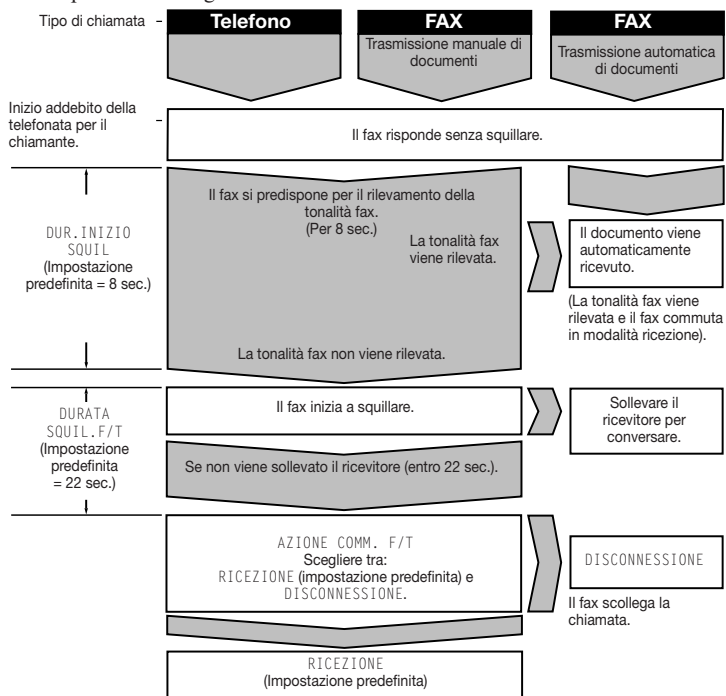 Tipo di chiamata
Telefono
FAX
FAX
Trasmissione manuale di
documenti
Trasmissione automatica
di documenti
Inizio addebito della
telefonata per il
chiamante.
Il fax risponde senza squillare.
DUR.INIZIO
SQUIL
(Impostazione
predefinita = 8 sec.)
Il fax si predispone per il rilevamento della
tonalità fax.
(Per 8 sec.)
La tonalità fax
viene rilevata.
Il documento viene
automaticamente
ricevuto.
(La tonalità fax viene
rilevata e il fax commuta
in modalità ricezione).
La tonalità fax non viene rilevata.
DURATA
SQUIL.F/T
(Impostazione
predefinita
= 22 sec.)
Il fax inizia a squillare.
Sollevare il
ricevitore per
conversare.
Se non viene sollevato il ricevitore (entro 22 sec.).
AZIONE COMM. F/T
Scegliere tra:
RICEZIONE (impostazione predefinita) e
DISCONNESSIONE.
DISCONNESSIONE
Il fax scollega la
chiamata.
RICEZIONE
(Impostazione predefinita)